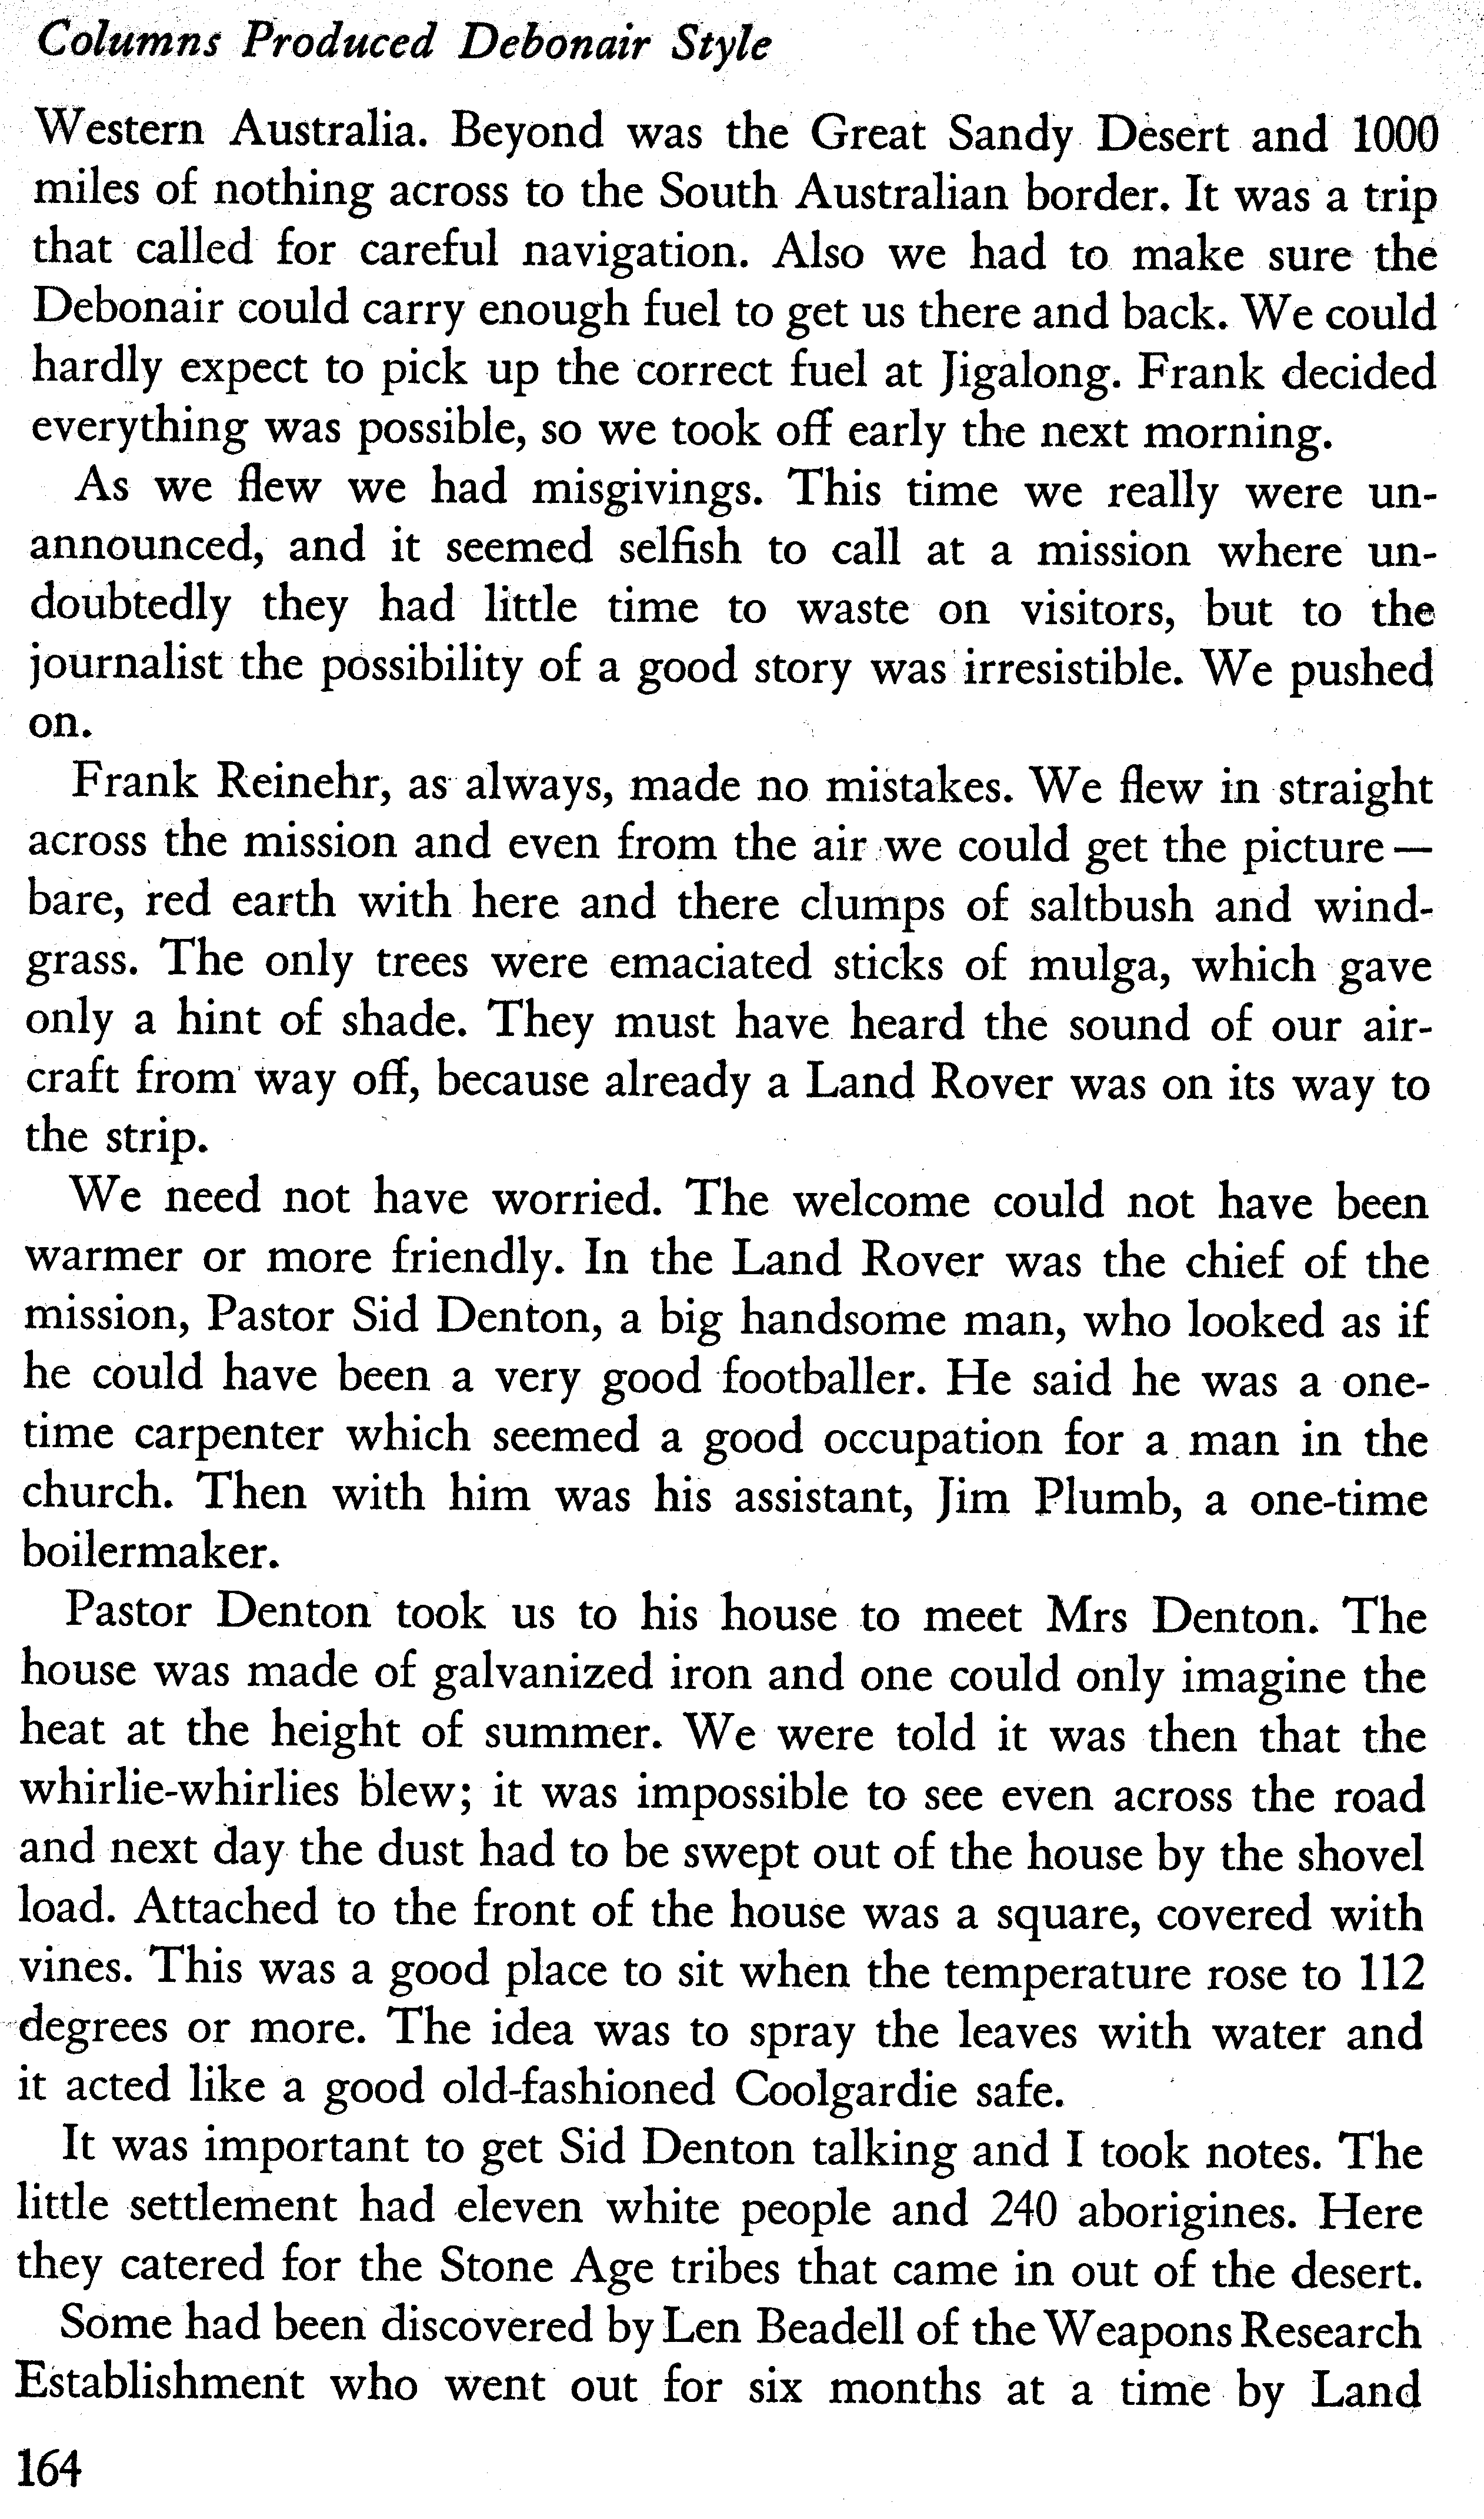 Columns Produced Debonair Style
Western Australia. Beyond was the Great Sandy Desert and 1000
miles of nothing across to the South Australian border. It was a trip
that called for careful navigation. Also we had to make sure the
Debonair could carry enough fuel to get us there and back. We could
hardly expect to pick up the correct fuel at Jigalong. Frank decided
everything was possible, so we took off early the next morning.
As we flew we had misgivings. This time we really were un-
announced, and it seemed selfish to call at a mission where un-
doubtedly they had little time to waste on visitors, but to the
journalist the possibility of a good story was irresistible. We pushed
on.
Frank Reinehr, as always, made no mistakes. We flew in straight
across the mission and even from the air we could get the picture —
bare, red earth with here and there clumps of saltbush and wind-
grass. The only trees were emaciated sticks of mulga, which gave
only a hint of shade. They must have heard the sound of our air-
craft from way off, because already a Land Rover was on its way to
the strip.
We need not have worried. The welcome could not have been
warmer or more friendly. In the Land Rover was the chief of the
mission, Pastor Sid Denton, a big handsome man, who looked as if
he could have been a very good footballer. He said he was a one-
time carpenter which seemed a good occupation for a man in the
church. Then with him was his assistant, Jim Plumb, a one-time
boilermaker.
Pastor Denton took us to his house to meet Mrs Denton. The
house was made of galvanized iron and one could only imagine the
heat at the height of summer. We were told it was then that the
whirlie-whirlies blew; it was impossible to see even across the road
and next day the dust had to be swept out of the house by the shovel
load. Attached to the front of the house was a square, covered with
vines. This was a good place to sit when the temperature rose to 112
degrees or more. The idea was to spray the leaves with water and
it acted like a good old-fashioned Coolgardie safe.
It was important to get Sid Denton talking and I took notes. The
little settlement had eleven white people and 240 aborigines. Here
they catered for the Stone Age tribes that came in out of the desert.
Some had been discovered by Len Beadell of the Weapons Research
Establishment who went out for six months at a time by Land
164